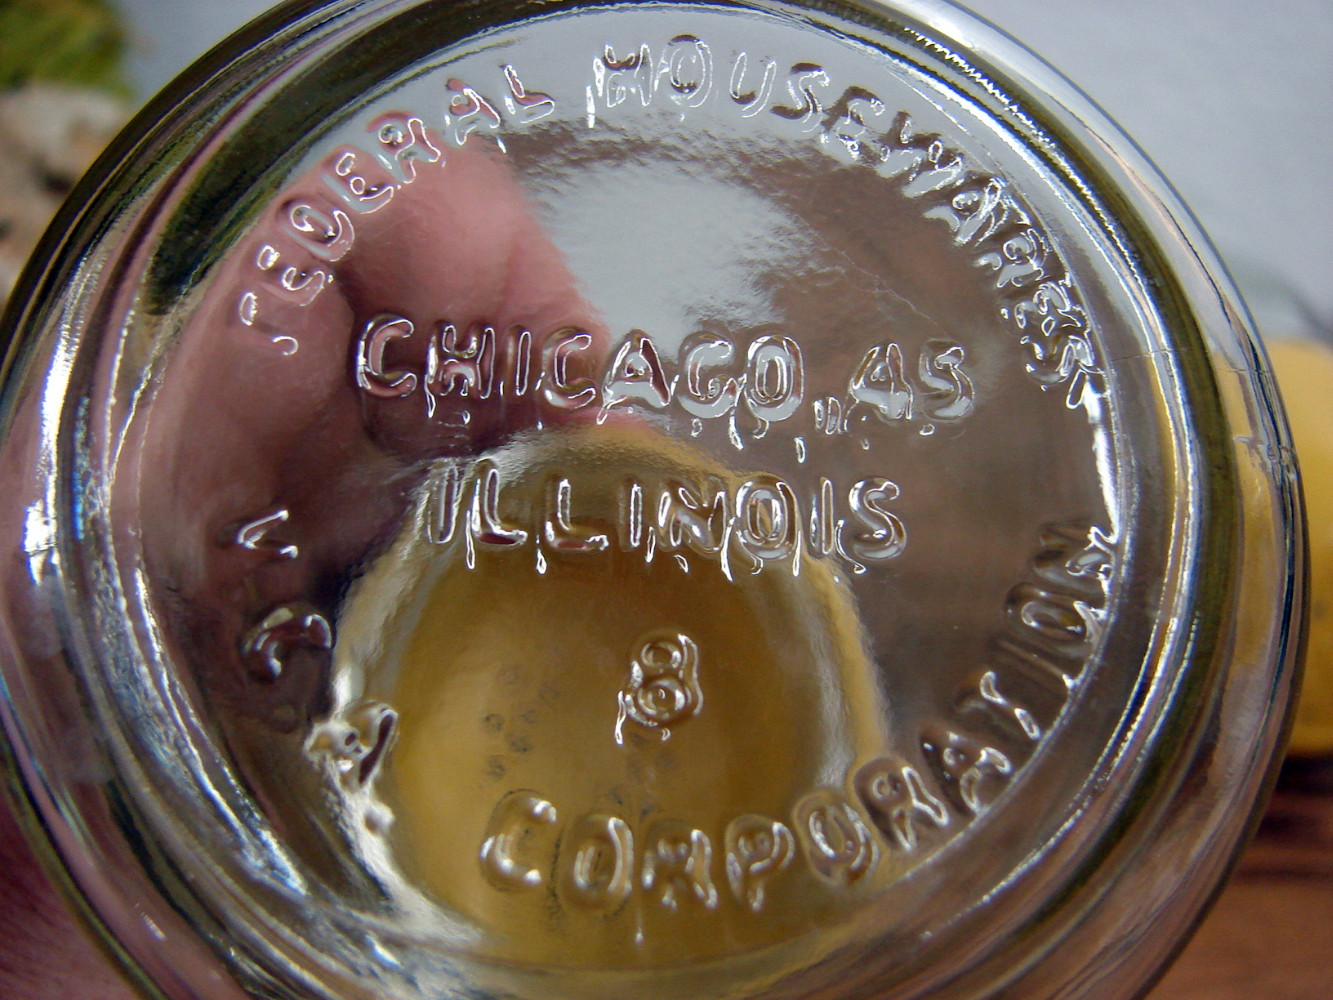 FEDERAL HOUSEWARES
CHICAGO, 45
ILLINOIS
8
CORPORATION